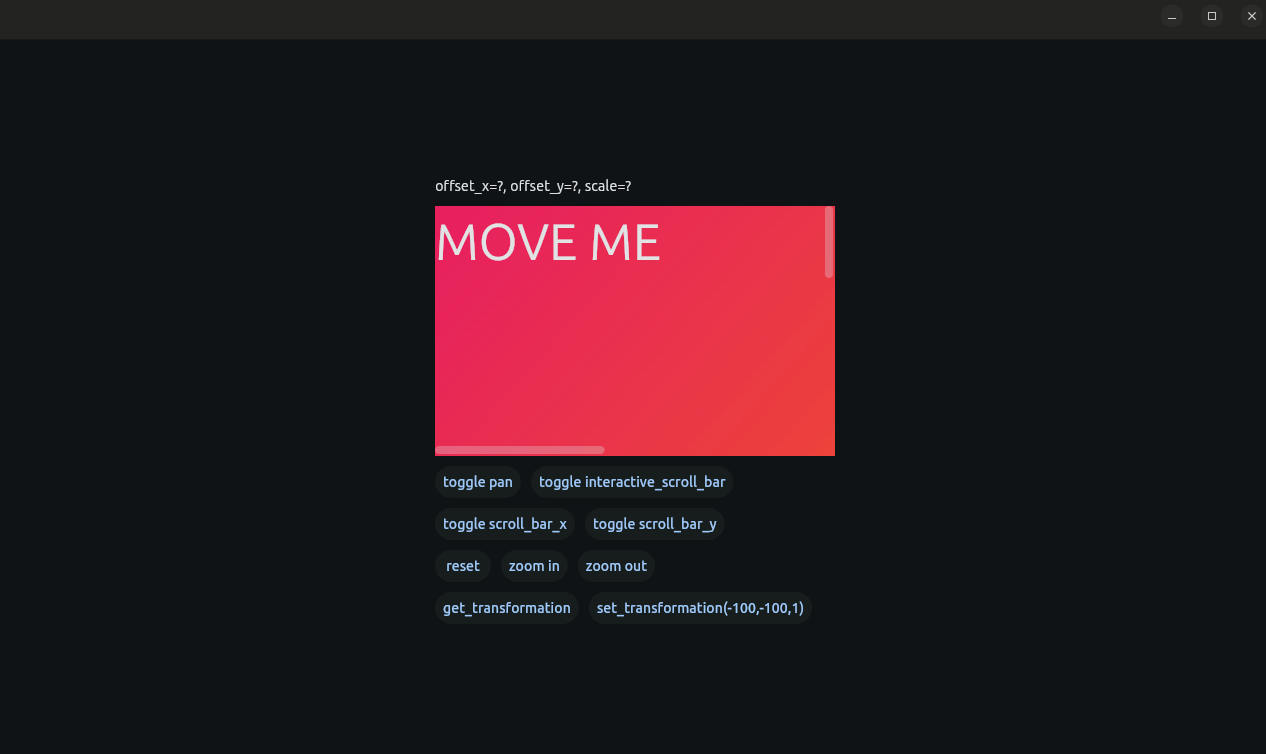 offset_x=?, offset_y=?, scale=?
MOVE ME
toggle pan toggle interactive_scroll_bar
toggle scroll_bar_x toggle scroll_bar_y
reset zoom in zoom out
get_transformation set_transformation(-100,-100,1)